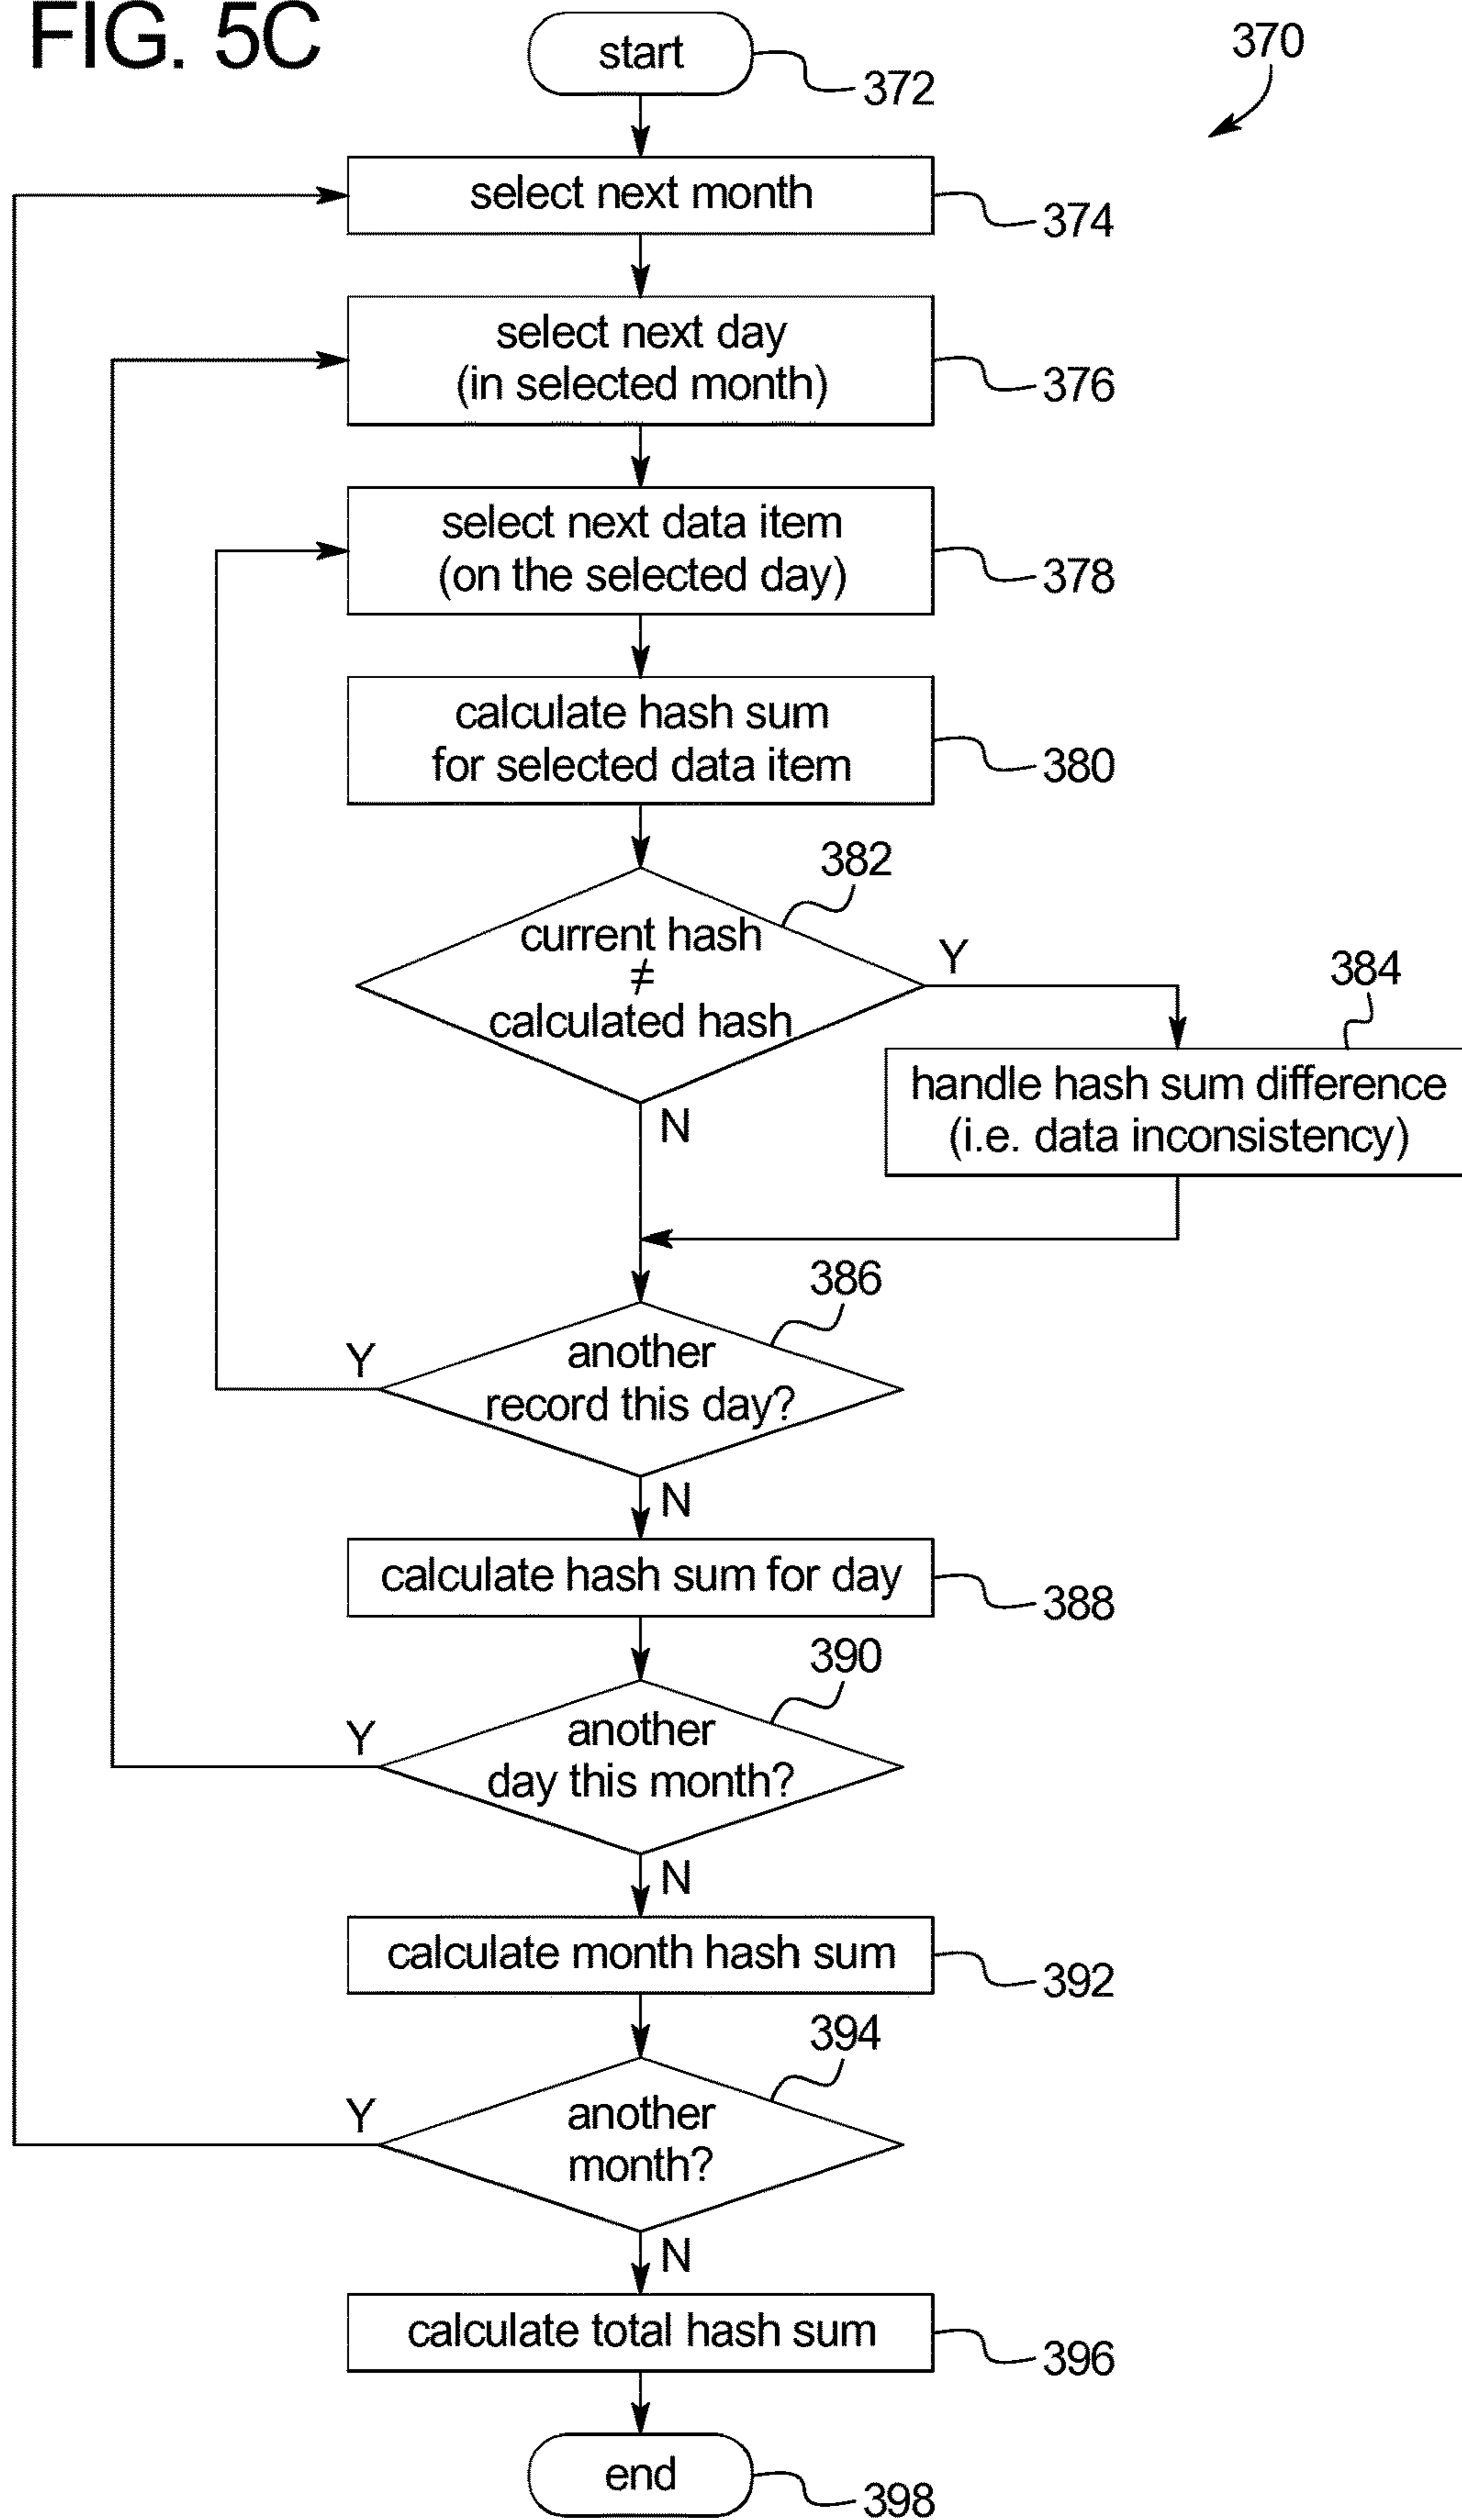 FIG. 5C
370
start
372
select next month
374
select next day
(in selected month)
376
select next data item
(on the selected day)
378
calculate hash sum
for selected data item
380
382
current hash
≠
calculated hash
Y
N
384
handle hash sum difference
(i.e. data inconsistency)
386
another
record this day?
Y
N
calculate hash sum for day
388
390
another
day this month?
Y
N
calculate month hash sum
392
394
another
month?
Y
N
calculate total hash sum
396
end
398